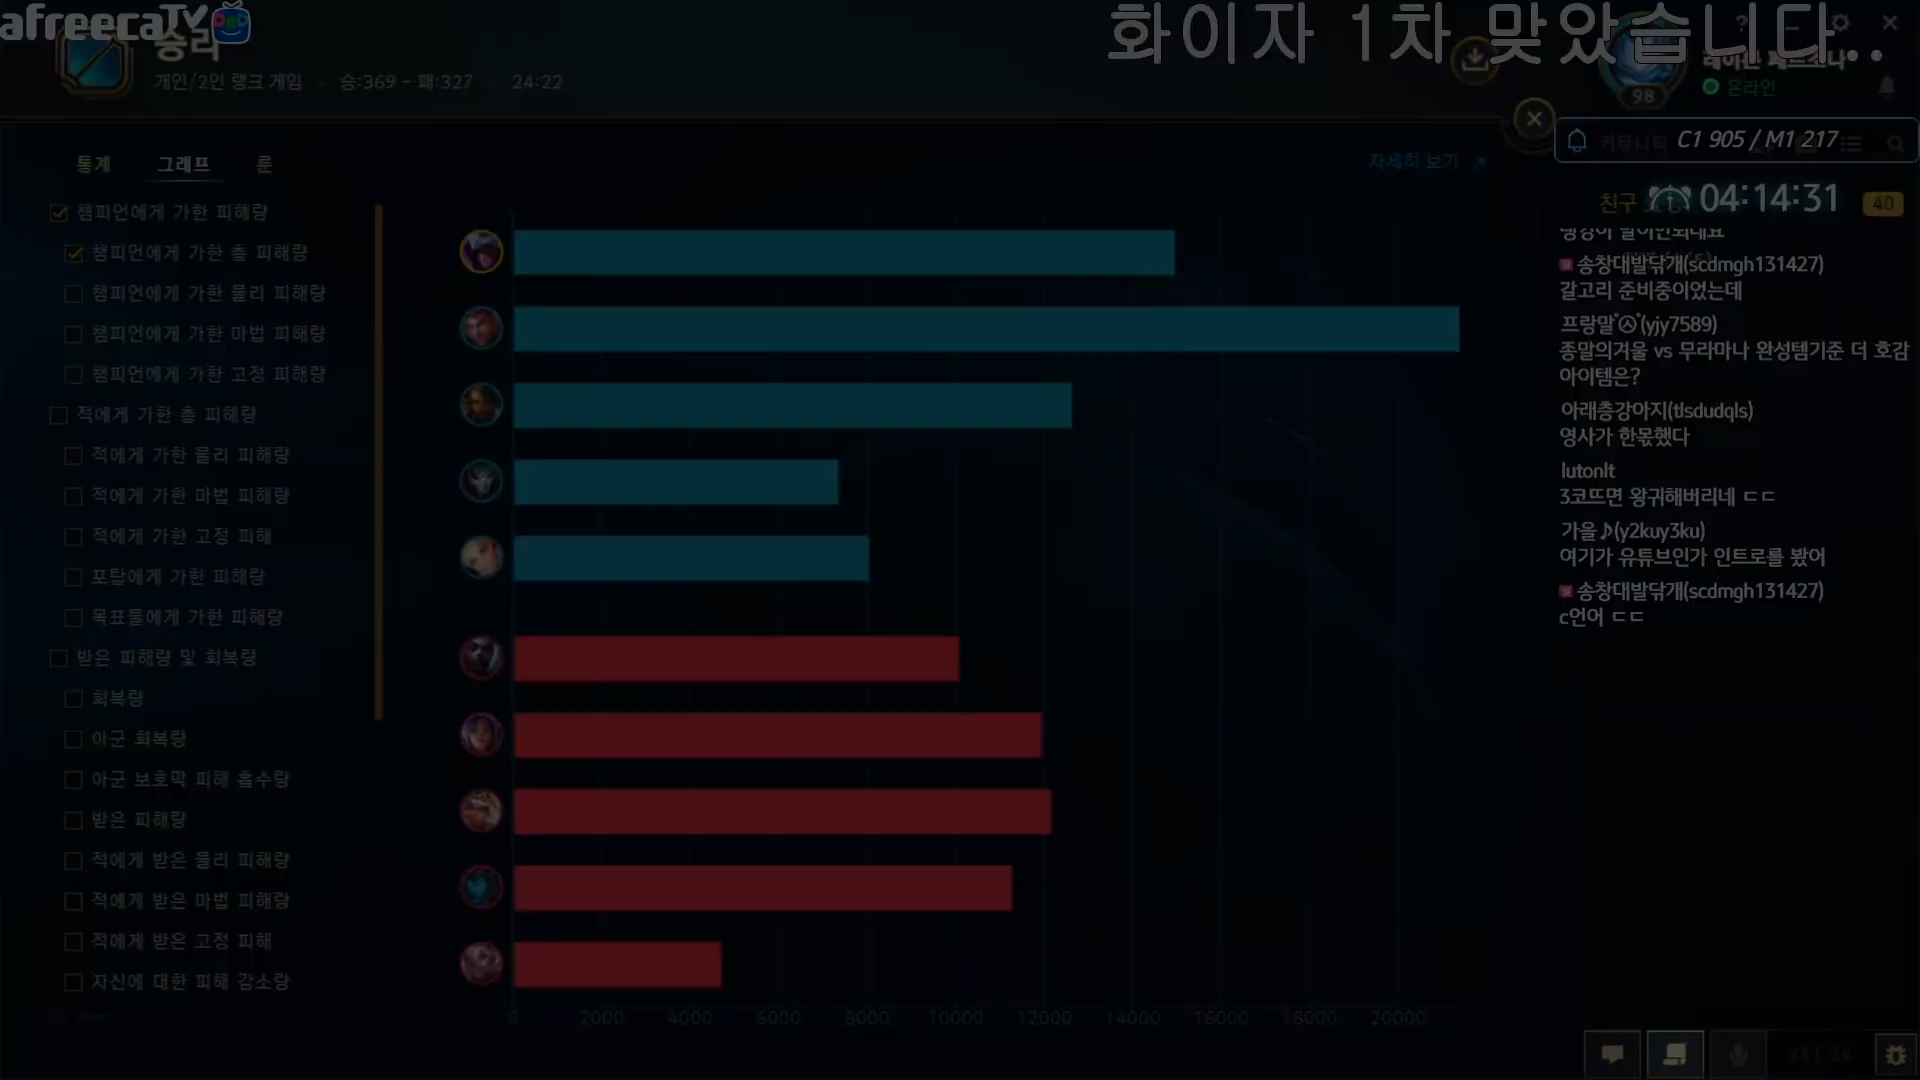 afreecaTV
화이자 1차 맞았습니다..
승리
개인/2인 랭크 게임 승:369 - 패:327 24:22
98
온라인
커뮤니티 C1 905 / M1 217
통계 그래프 룬
자세히 보기
친구 04:14:31 40
챔피언에게 가한 피해량
챔피언에게 가한 총 피해량
챔피언에게 가한 물리 피해량
챔피언에게 가한 마법 피해량
챔피언에게 가한 고정 피해량
적에게 가한 총 피해량
적에게 가한 물리 피해량
적에게 가한 마법 피해량
적에게 가한 고정 피해
포탑에게 가한 피해량
목표물에게 가한 피해량
받은 피해량 및 회복량
회복량
아군 회복량
아군 보호막 피해 흡수량
받은 피해량
적에게 받은 물리 피해량
적에게 받은 마법 피해량
적에게 받은 고정 피해
자신에 대한 피해 감소량
0 2000 4000 6000 8000 10000 12000 14000 16000 18000 20000
송창대발닦개(scdmgh131427)
갈고리 준비중이었는데
프랑말(yjy7589)
종말의겨울 vs 무라마나 완성템기준 더 호감
아이템은?
아래층강아지(tlsdudqls)
영사가 한몫했다
lutonlt
3코뜨면 왕귀해버리네 ㄷㄷ
가을♪(y2kuy3ku)
여기가 유튜브인가 인트로를 봤어
송창대발닦개(scdmgh131427)
c언어 ㄷㄷ